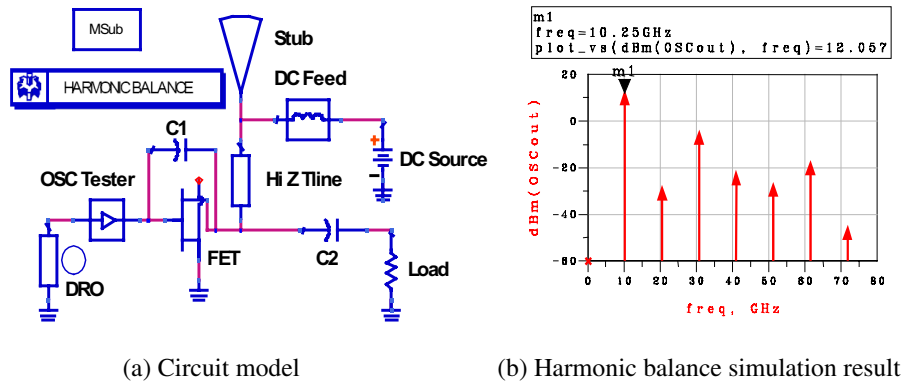 MSub
HARMONIC BALANCE
Stub
DC Feed
C1
OSC Tester
Hi Z Tline
+
-
DC Source
FET
C2
DRO
Load
(a) Circuit model
m1
freq=10.25GHz
plot_vs(dBm(OSCout), freq)=12.057
m1
dBm(OSCout)
20
0
-20
-40
-60
0 10 20 30 40 50 60 70 80
freq, GHz
(b) Harmonic balance simulation result